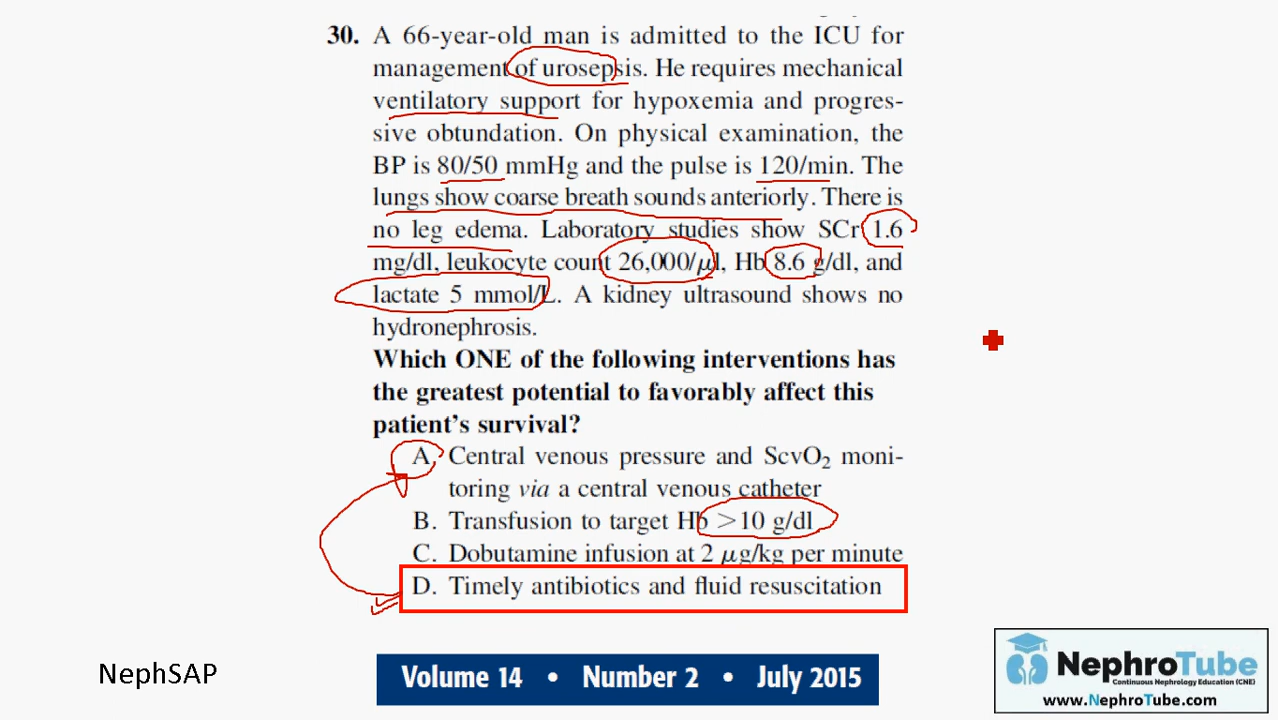 30. A 66-year-old man is admitted to the ICU for
management of urosepsis. He requires mechanical
ventilatory support for hypoxemia and progres-
sive obtundation. On physical examination, the
BP is 80/50 mmHg and the pulse is 120/min. The
lungs show coarse breath sounds anteriorly. There is
no leg edema. Laboratory studies show SCr 1.6
mg/dl, leukocyte count 26,000/μl, Hb 8.6 g/dl, and
lactate 5 mmol/L. A kidney ultrasound shows no
hydronephrosis.
Which ONE of the following interventions has
the greatest potential to favorably affect this
patient's survival?
A. Central venous pressure and ScvO₂ moni-
toring via a central venous catheter
B. Transfusion to target Hb >10 g/dl
C. Dobutamine infusion at 2 μg/kg per minute
D. Timely antibiotics and fluid resuscitation
NephSAP
Volume 14 • Number 2 • July 2015
NephroTube
Continuous Nephrology Education (CNE)
www.NephroTube.com